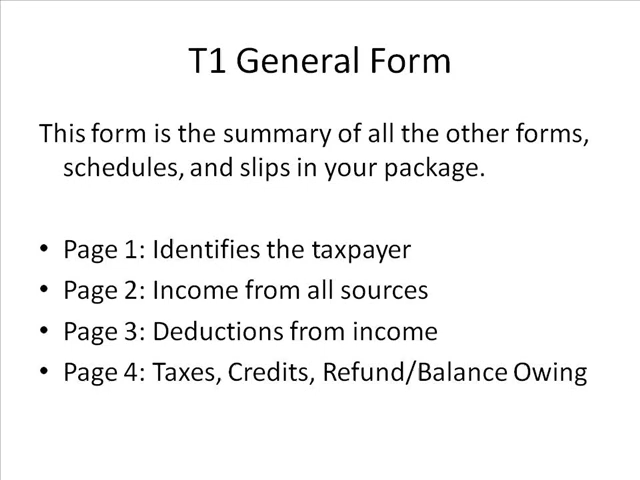 T1 General Form
This form is the summary of all the other forms,
schedules, and slips in your package.
• Page 1: Identifies the taxpayer
• Page 2: Income from all sources
• Page 3: Deductions from income
• Page 4: Taxes, Credits, Refund/Balance Owing